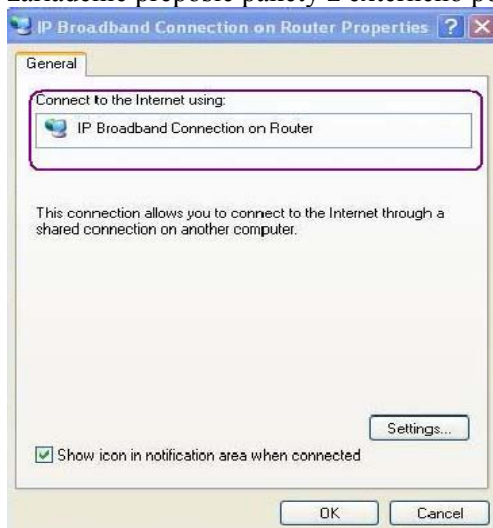 IP Broadband Connection on Router Properties
General
Connect to the Internet using:
IP Broadband Connection on Router
This connection allows you to connect to the Internet through a
shared connection on another computer.
Settings...
Show icon in notification area when connected
OK Cancel